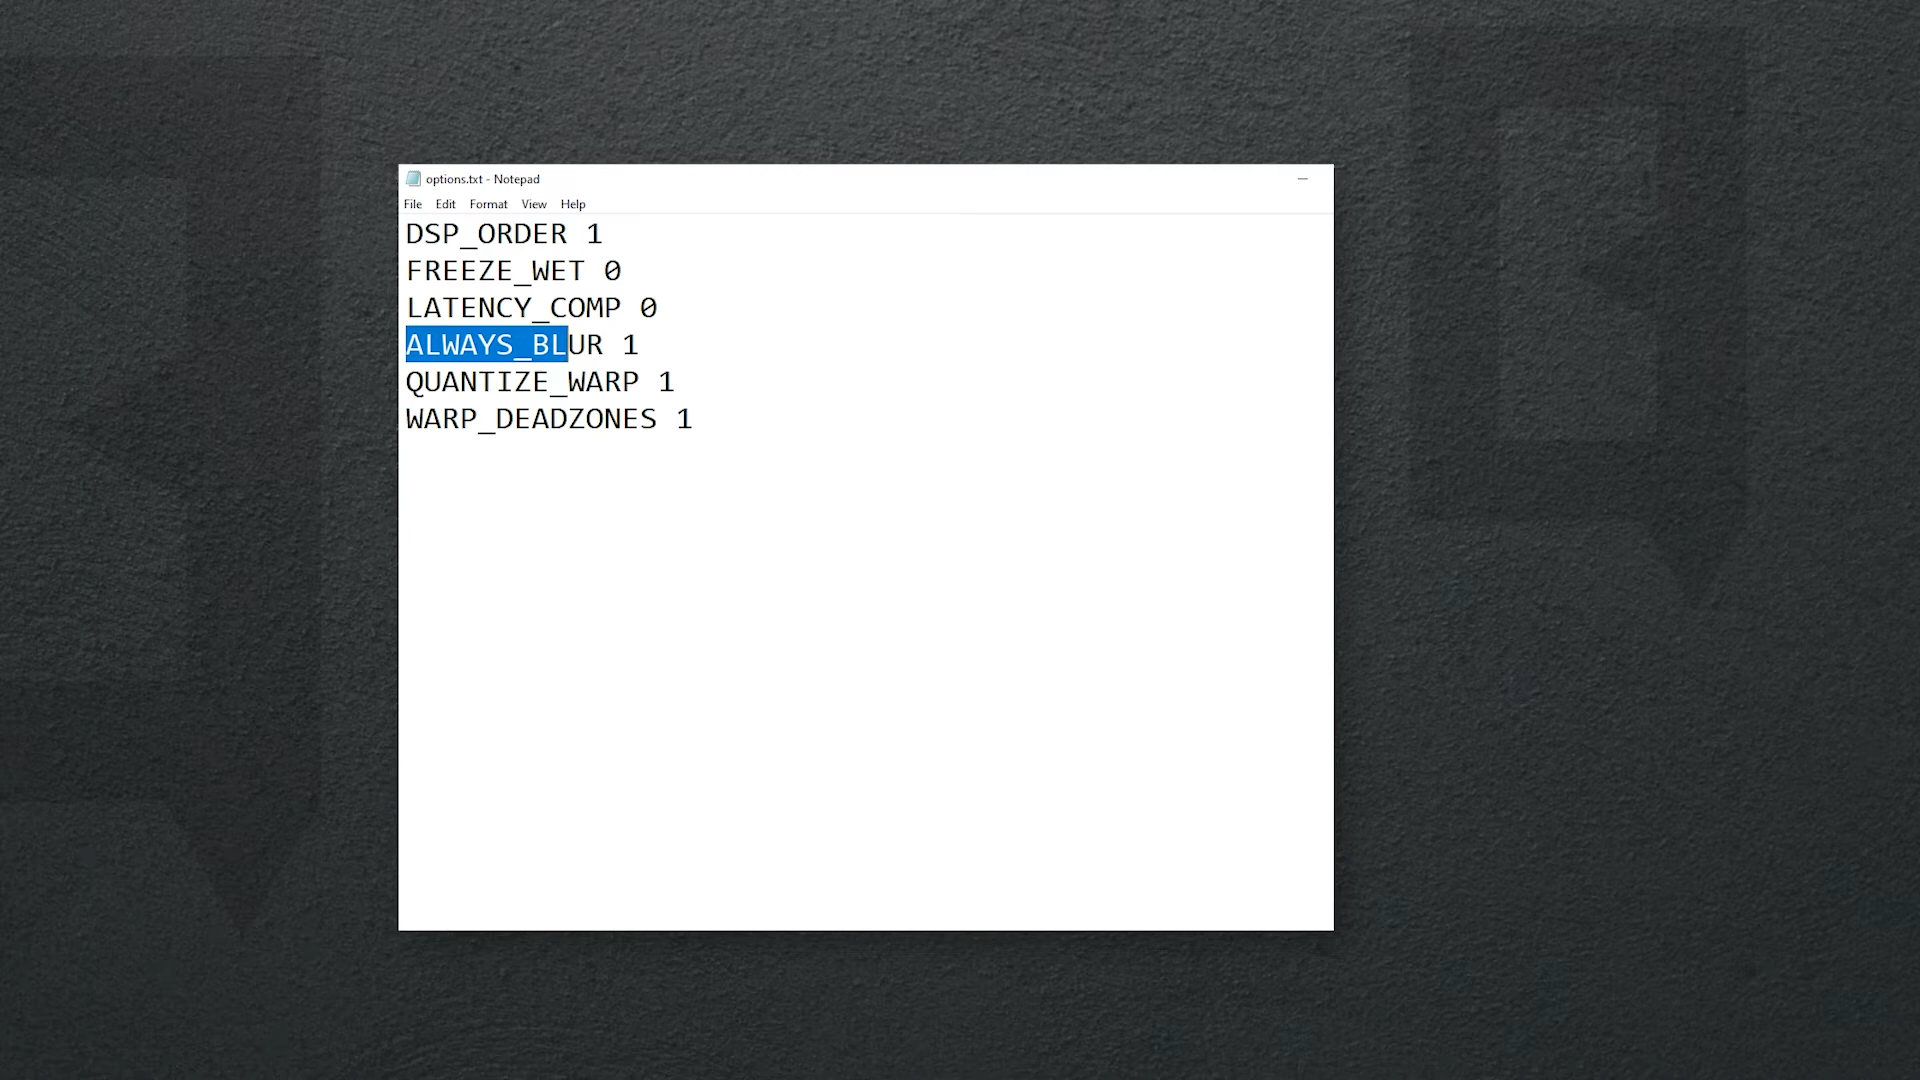 options.txt - Notepad
File Edit Format View Help
DSP_ORDER 1
FREEZE_WET 0
LATENCY_COMP 0
ALWAYS_BLUR 1
QUANTIZE_WARP 1
WARP_DEADZONES 1